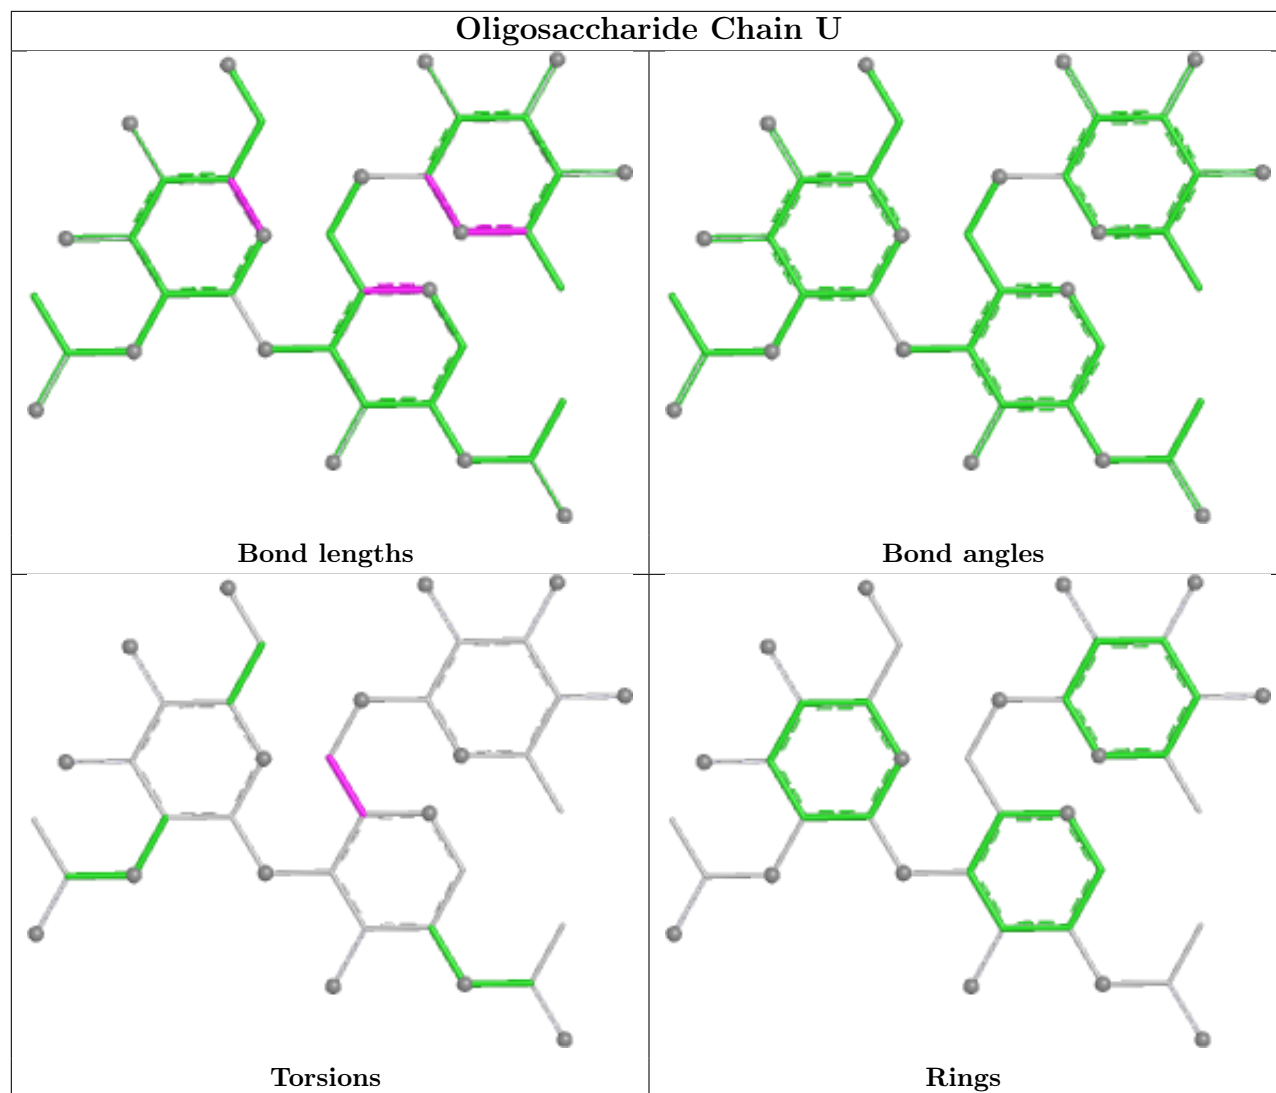 Oligosaccharide Chain U
Bond lengths
Bond angles
Torsions
Rings